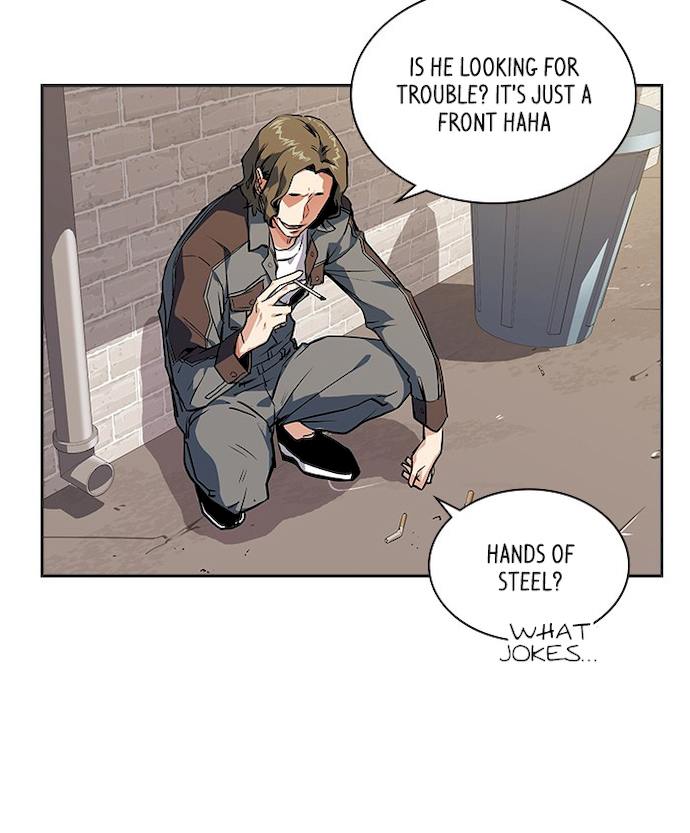 IS HE LOOKING FOR
TROUBLE? IT'S JUST A
FRONT HAHA
HANDS OF
STEEL?
WHAT
JOKES...